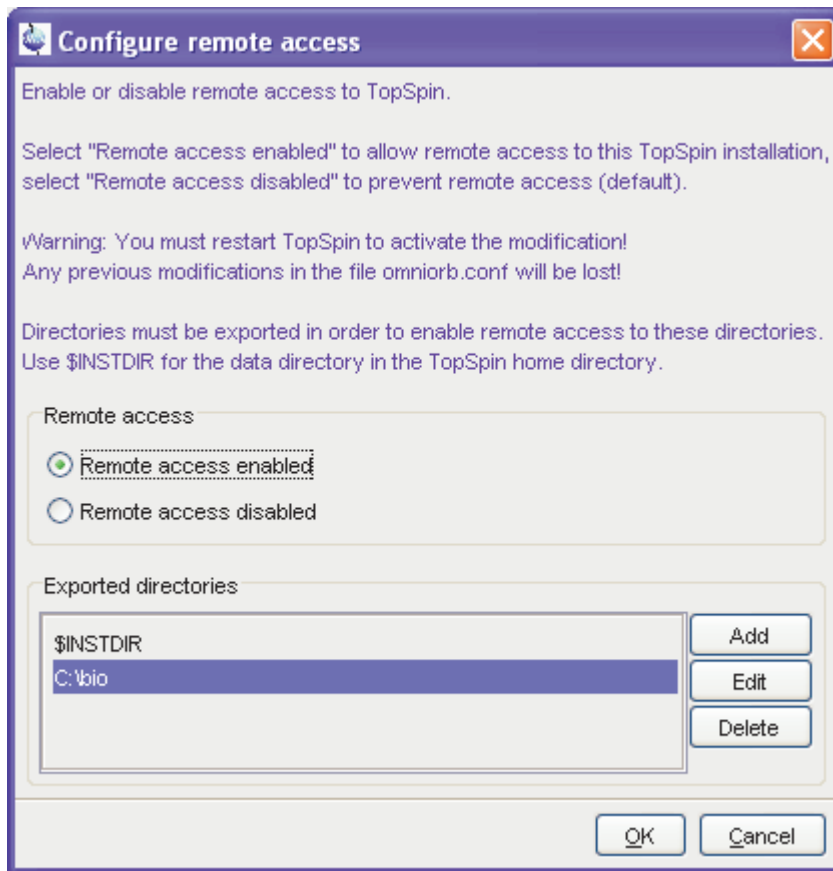 Configure remote access
Enable or disable remote access to TopSpin.
Select "Remote access enabled" to allow remote access to this TopSpin installation,
select "Remote access disabled" to prevent remote access (default).
Warning: You must restart TopSpin to activate the modification!
Any previous modifications in the file omniorb.conf will be lost!
Directories must be exported in order to enable remote access to these directories.
Use $INSTDIR for the data directory in the TopSpin home directory.
Remote access
Remote access enabled
Remote access disabled
Exported directories
$INSTDIR
C:\bio
Add
Edit
Delete
OK
Cancel